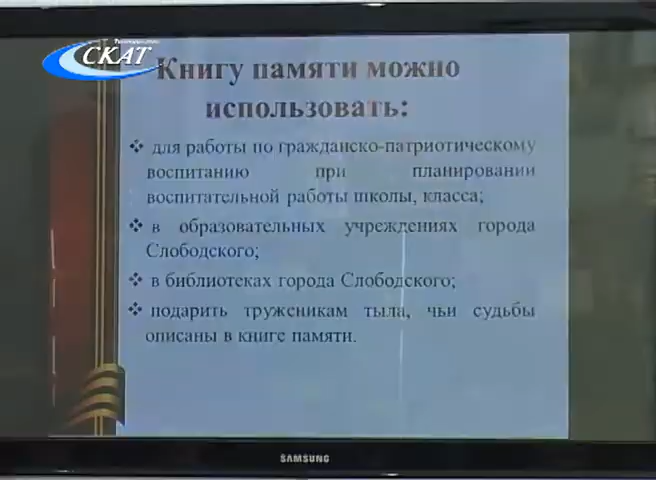 СКАТ
Книгу памяти можно
использовать:
❖ для работы по гражданско-патриотическому
воспитанию при планировании
воспитательной работы школы, класса;
❖ в образовательных учреждениях города
Слободского;
❖ в библиотеках города Слободского;
❖ подарить труженикам тыла, чьи судьбы
описаны в книге памяти.
SAMSUNG